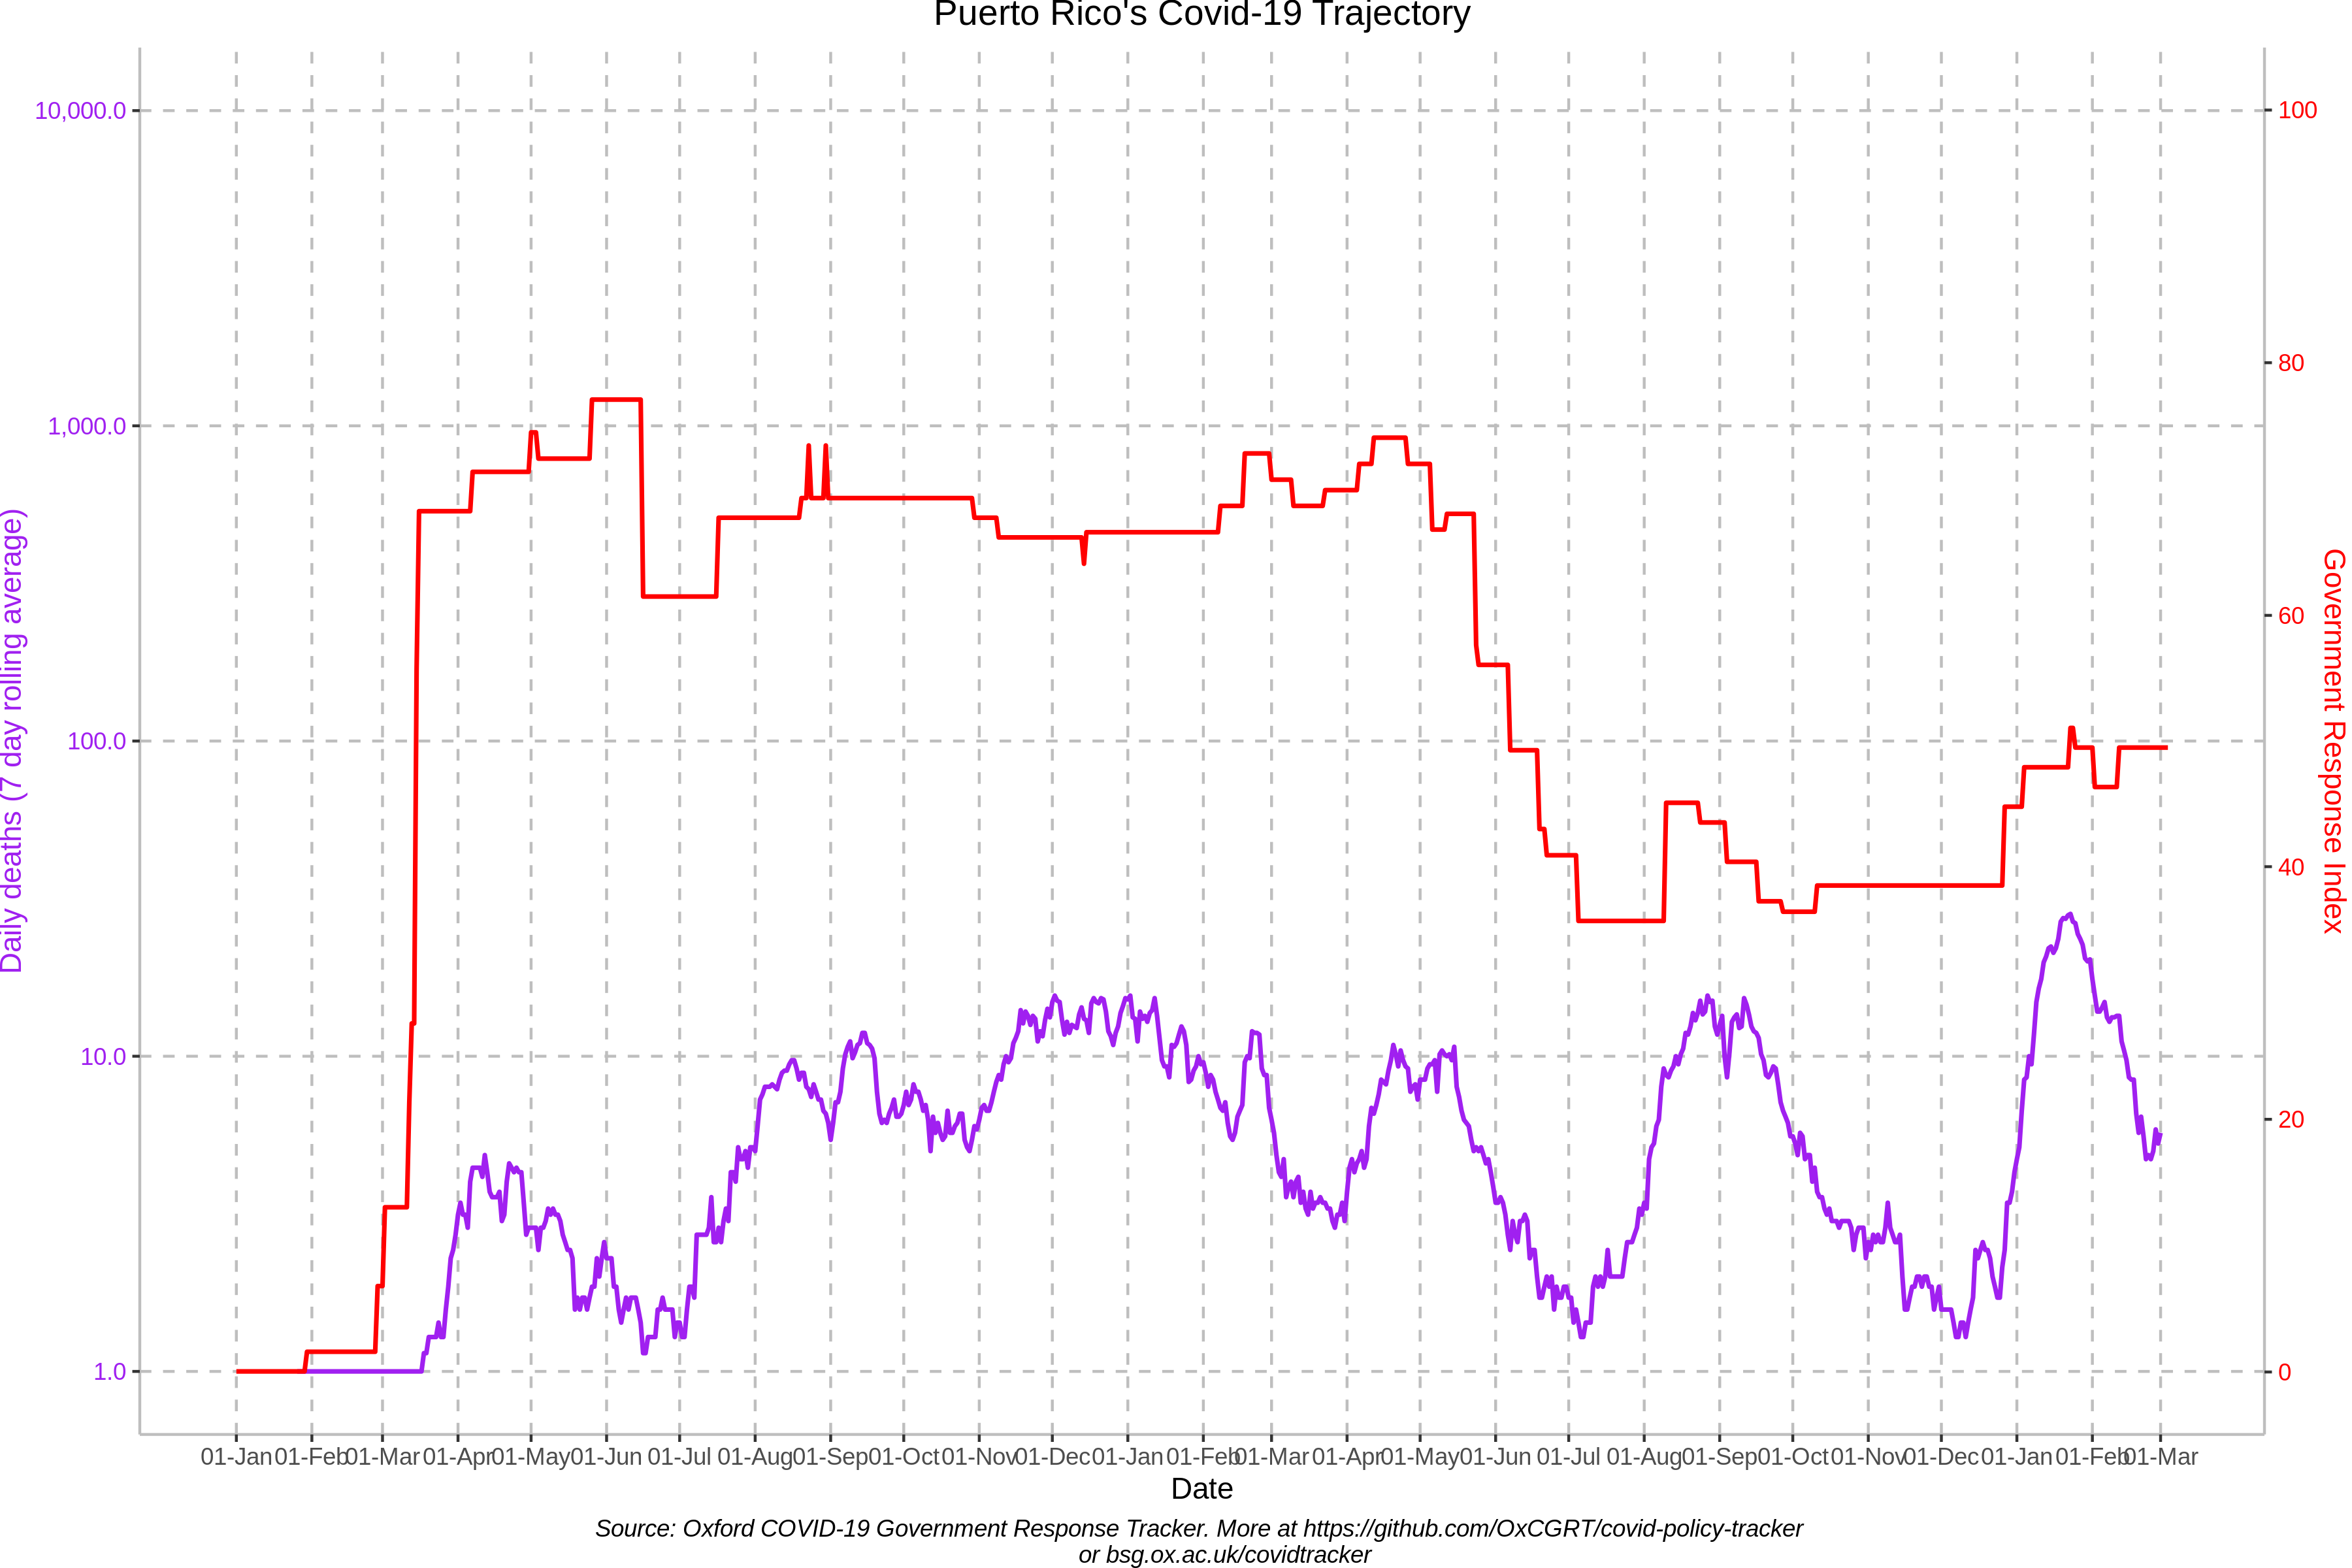 Puerto Rico's Covid-19 Trajectory
10,000.0
1,000.0
100.0
10.0
1.0
Daily deaths (7 day rolling average)
100
80
60
40
20
0
Government Response Index
01-Jan 01-Feb 01-Mar 01-Apr 01-May 01-Jun 01-Jul 01-Aug 01-Sep 01-Oct 01-Nov 01-Dec 01-Jan 01-Feb 01-Mar 01-Apr 01-May 01-Jun 01-Jul 01-Aug 01-Sep 01-Oct 01-Nov 01-Dec 01-Jan 01-Feb 01-Mar
Date
Source: Oxford COVID-19 Government Response Tracker. More at https://github.com/OxCGRT/covid-policy-tracker
or bsg.ox.ac.uk/covidtracker